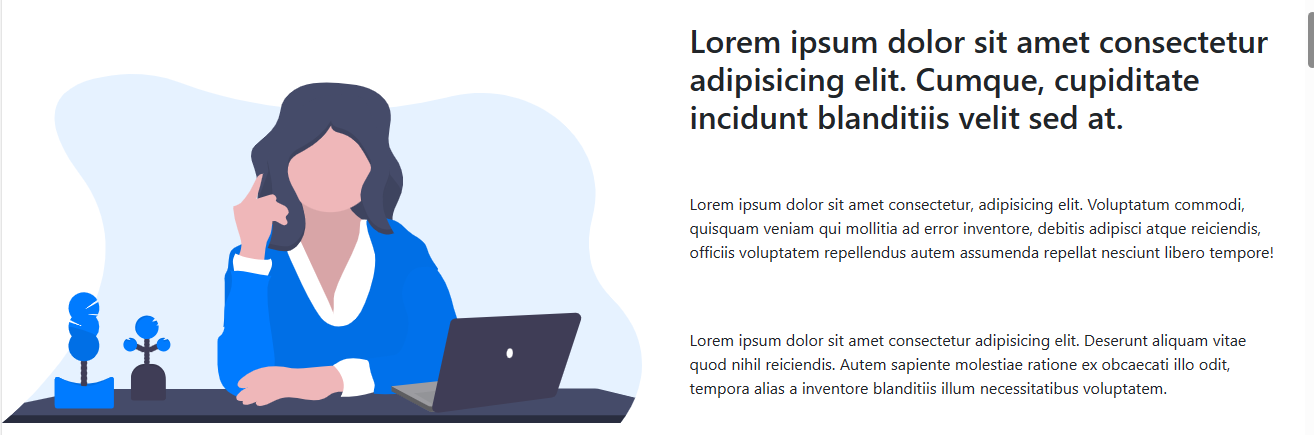 Lorem ipsum dolor sit amet consectetur
adipisicing elit. Cumque, cupiditate
incidunt blanditiis velit sed at.
Lorem ipsum dolor sit amet consectetur, adipisicing elit. Voluptatum commodi,
quisquam veniam qui mollitia ad error inventore, debitis adipisci atque reiciendis,
officiis voluptatem repellendus autem assumenda repellat nesciunt libero tempore!
Lorem ipsum dolor sit amet consectetur adipisicing elit. Deserunt aliquam vitae
quod nihil reiciendis. Autem sapiente molestiae ratione ex obcaecati illo odit,
tempora alias a inventore blanditiis illum necessitatibus voluptatem.